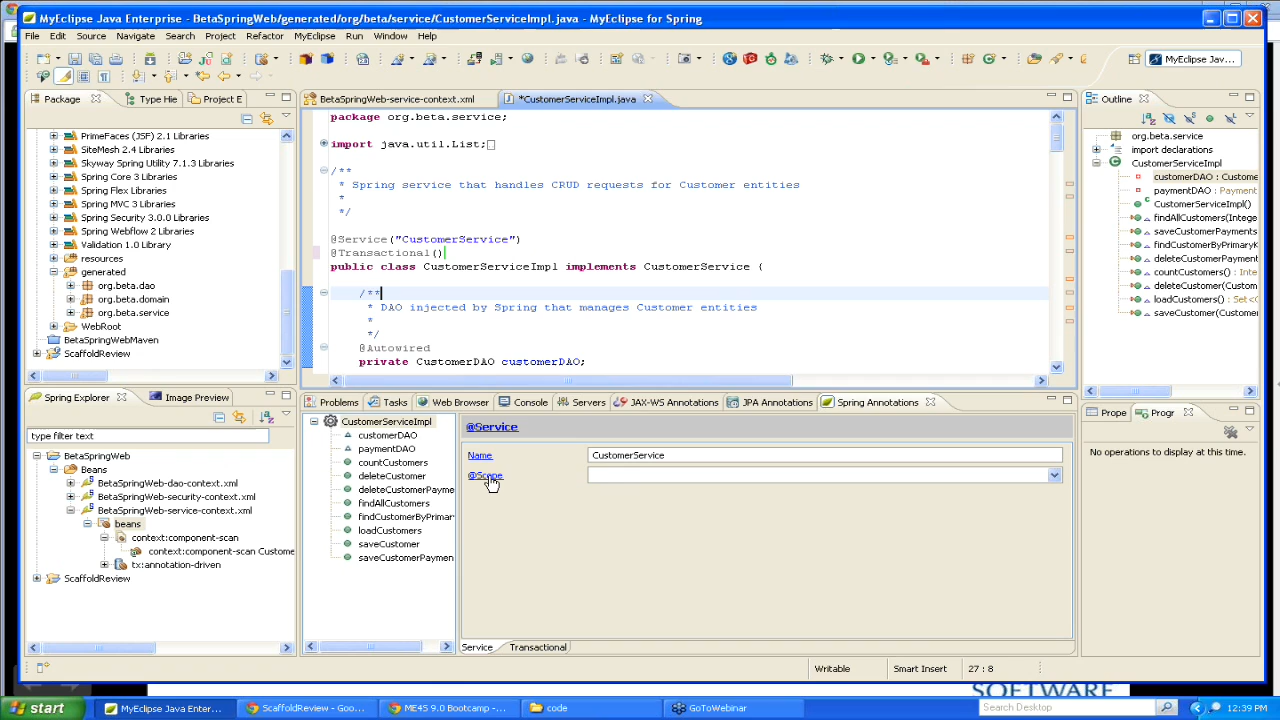 MyEclipse Java Enterprise - BetaSpringWeb/generated/org/beta/service/CustomerServiceImpl.java - MyEclipse for Spring
File Edit Source Navigate Search Project Refactor MyEclipse Run Window Help
MyEclipse Jav...
Package
Type Hie
Project E
PrimeFaces (JSF) 2.1 Libraries
SiteMesh 2.4 Libraries
Skyway Spring Utility 7.1.3 Libraries
Spring Core 3 Libraries
Spring Flex Libraries
Spring MVC 3 Libraries
Spring Security 3.0.0 Libraries
Spring Webflow 2 Libraries
Validation 1.0 Library
resources
generated
org.beta.dao
org.beta.domain
org.beta.service
WebRoot
BetaSpringWebMaven
ScaffoldReview
BetaSpringWeb-service-context.xml
*CustomerServiceImpl.java
package org.beta.service;
import java.util.List;
/**
* Spring service that handles CRUD requests for Customer entities
*
*/
@Service("CustomerService")
@Transactional()
public class CustomerServiceImpl implements CustomerService {
/**
* DAO injected by Spring that manages Customer entities
*
*/
@Autowired
private CustomerDAO customerDAO;
Outline
org.beta.service
import declarations
CustomerServiceImpl
customerDAO : Custome
paymentDAO : Payment
CustomerServiceImpl()
findAllCustomers(Intege
saveCustomerPayments
findCustomerByPrimaryK
deleteCustomerPayment
countCustomers()
deleteCustomer(Custom
loadCustomers() : Set<C
saveCustomer(Customer
Spring Explorer
Image Preview
type filter text
BetaSpringWeb
Beans
BetaSpringWeb-dao-context.xml
BetaSpringWeb-security-context.xml
BetaSpringWeb-service-context.xml
beans
context:component-scan
context:component-scan Custome
tx:annotation-driven
ScaffoldReview
Problems
Tasks
Web Browser
Console
Servers
JAX-WS Annotations
JPA Annotations
Spring Annotations
CustomerServiceImpl
customerDAO
paymentDAO
countCustomers
deleteCustomer
deleteCustomerPayme
findAllCustomers
findCustomerByPrimar
loadCustomers
saveCustomer
saveCustomerPaymen
@Service
Name
CustomerService
@Scope
Service
Transactional
Prope
Progr
No operations to display at this time.
Writable
Smart Insert
27 : 8
SOFTWARE
start
MyEclipse Java Enter...
ScaffoldReview - Goo...
ME4S 9.0 Bootcamp - ...
code
GoToWebinar
Search Desktop
12:39 PM